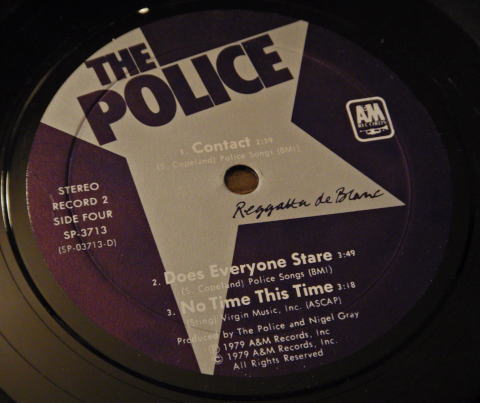 THE
POLICE
A&M
RECORDS
1. Contact 2:39
(S. Copeland) Police Songs (BMI)
STEREO
RECORD 2
SIDE FOUR
SP-3713
(SP-03713-D)
Reggatta de Blanc
2. Does Everyone Stare 3:49
(S. Copeland) Police Songs (BMI)
3. No Time This Time 3:18
(Sting) Virgin Music, Inc. (ASCAP)
Produced by The Police and Nigel Gray
℗ 1979 A&M Records, Inc
© 1979 A&M Records, Inc.
All Rights Reserved